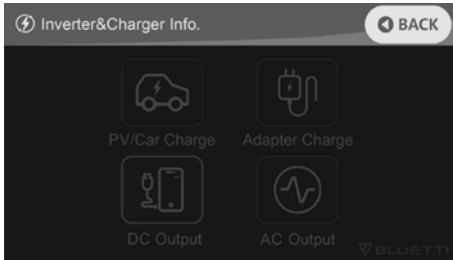 Inverter&Charger Info.
BACK
PV/Car Charge
Adapter Charge
DC Output
AC Output
BLUETTI